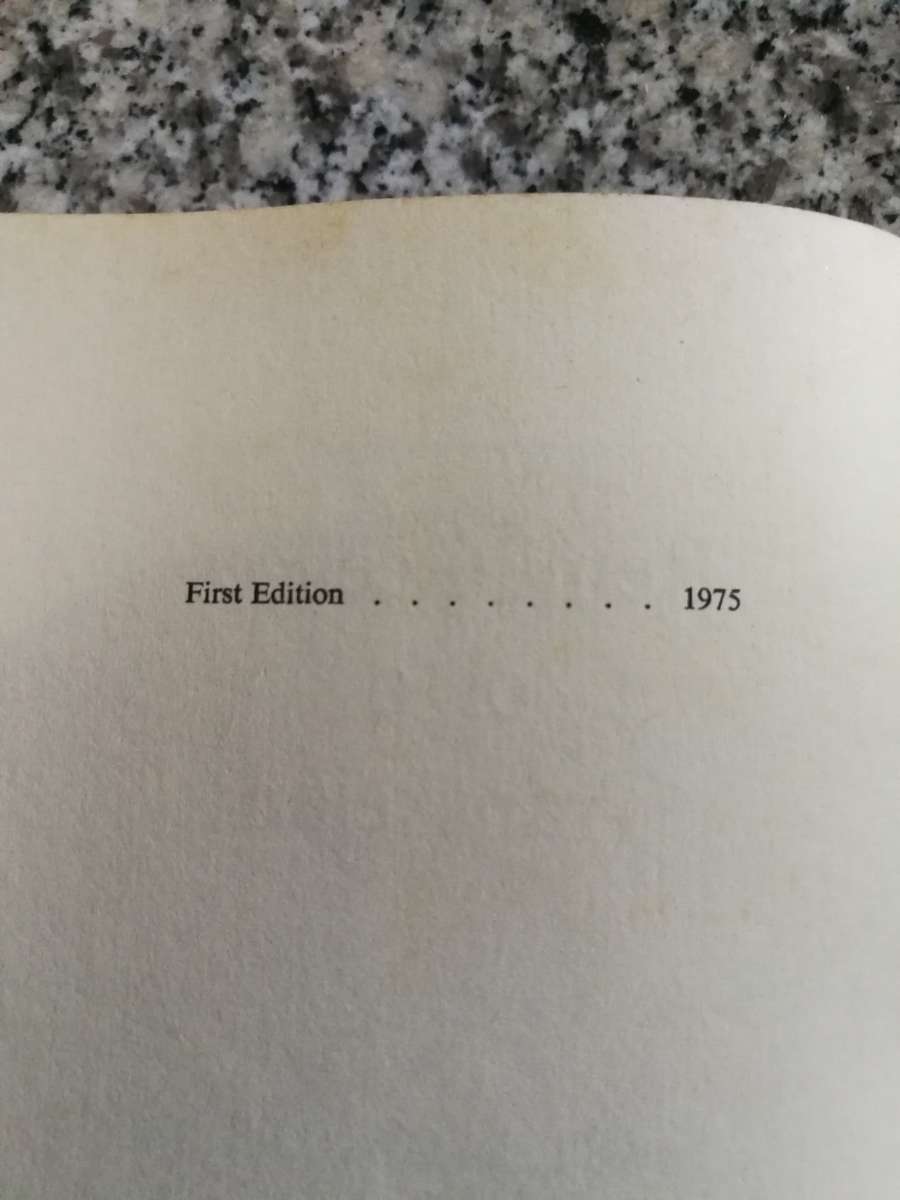 First Edition . . . . . . . . 1975